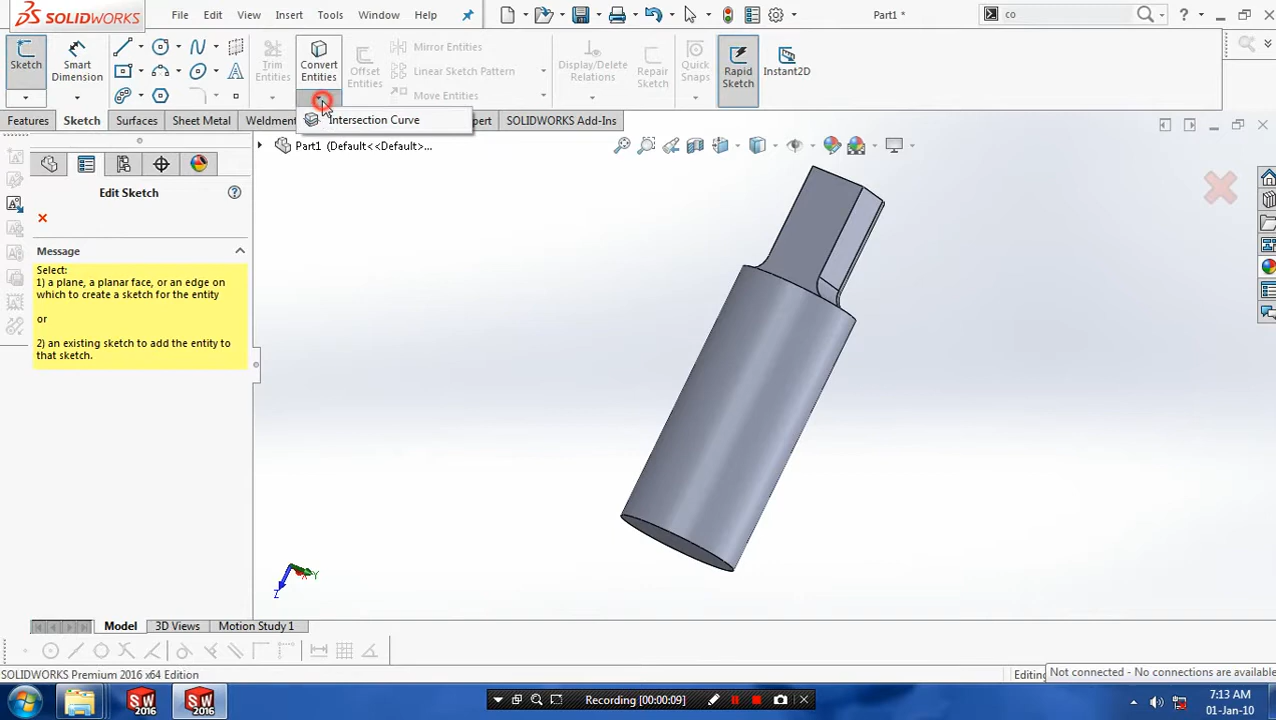 SOLIDWORKS File Edit View Insert Tools Window Help Part1 * co ?
Sketch Smart Dimension Trim Entities Convert Entities Offset Entities Mirror Entities Linear Sketch Pattern Move Entities Display/Delete Relations Repair Sketch Quick Snaps Rapid Sketch Instant2D
Intersection Curve
Features Sketch Surfaces Sheet Metal Weldment pert SOLIDWORKS Add-Ins
Part1 (Default<<Default>...
Edit Sketch ?
Message
Select:
1) a plane, a planar face, or an edge on
which to create a sketch for the entity
or
2) an existing sketch to add the entity to
that sketch.
Y
Z
Model 3D Views Motion Study 1
SOLIDWORKS Premium 2016 x64 Edition Editing Not connected - No connections are available
SW 2016 SW 2016 Recording [00:00:09] 7:13 AM
01-Jan-10